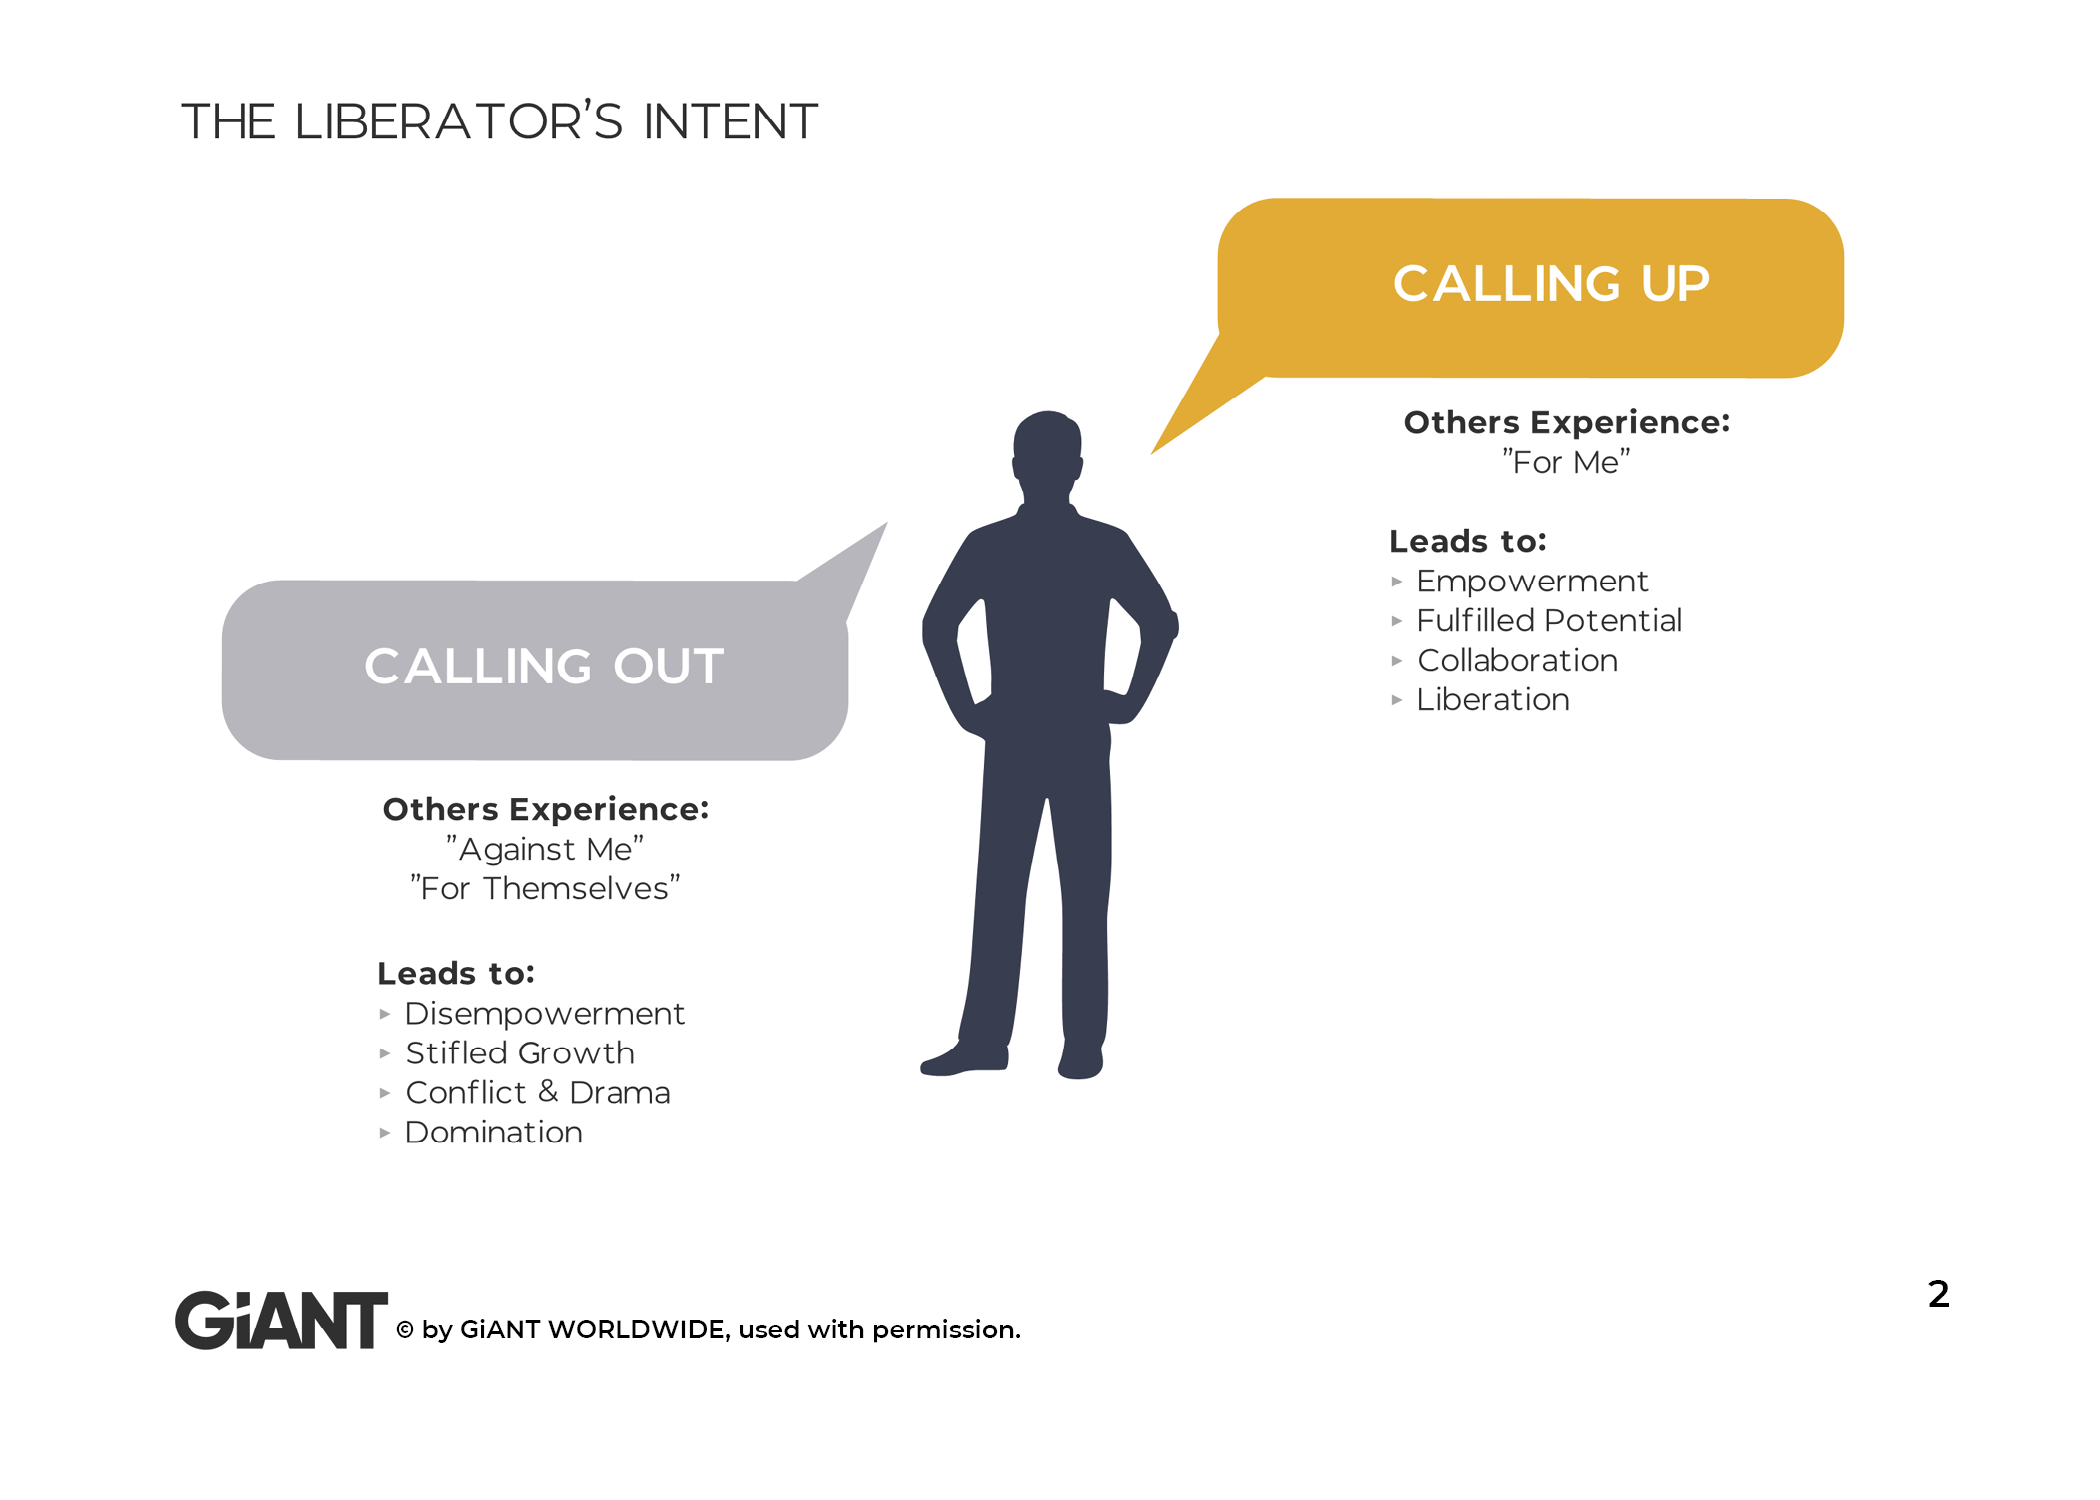 THE LIBERATOR’S INTENT
CALLING UP
Others Experience:
”For Me”
Leads to:
▸ Empowerment
▸ Fulfilled Potential
▸ Collaboration
▸ Liberation
CALLING OUT
Others Experience:
”Against Me”
”For Themselves”
Leads to:
▸ Disempowerment
▸ Stifled Growth
▸ Conflict & Drama
▸ Domination
GiANT © by GiANT WORLDWIDE, used with permission.
2